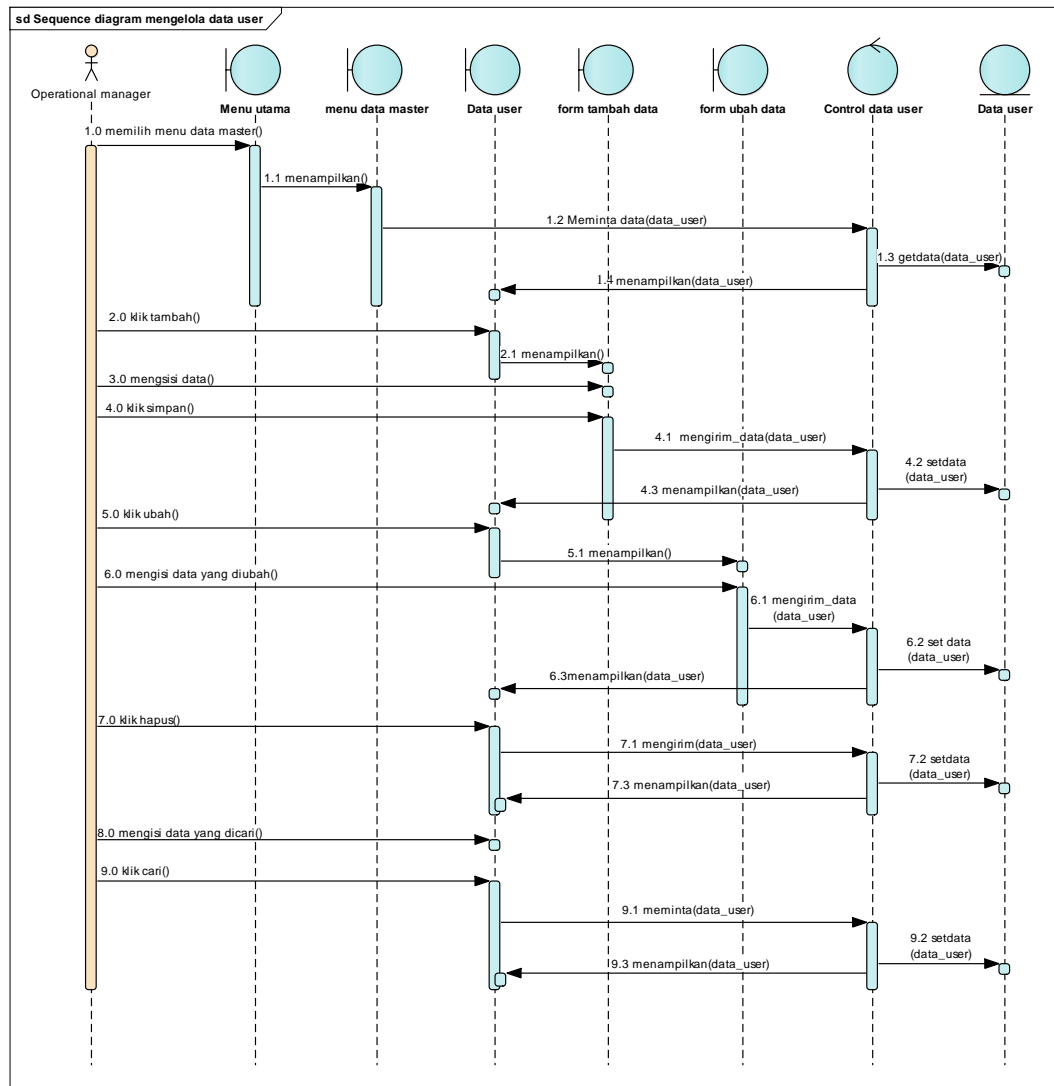 sd Sequence diagram mengelola data user
Operational manager
Menu utama
menu data master
Data user
form tambah data
form ubah data
Control data user
Data user
1.0 memilih menu data master()
1.1 menampilkan()
1.2 Meminta data(data_user)
1.3 getdata(data_user)
1.4 menampilkan(data_user)
2.0 klik tambah()
2.1 menampilkan()
3.0 mengsisi data()
4.0 klik simpan()
4.1 mengirim_data(data_user)
4.2 setdata
(data_user)
4.3 menampilkan(data_user)
5.0 klik ubah()
5.1 menampilkan()
6.0 mengisi data yang diubah()
6.1 mengirim_data
(data_user)
6.2 set data
(data_user)
6.3menampilkan(data_user)
7.0 klik hapus()
7.1 mengirim(data_user)
7.2 setdata
(data_user)
7.3 menampilkan(data_user)
8.0 mengisi data yang dicari()
9.0 klik cari()
9.1 meminta(data_user)
9.2 setdata
(data_user)
9.3 menampilkan(data_user)